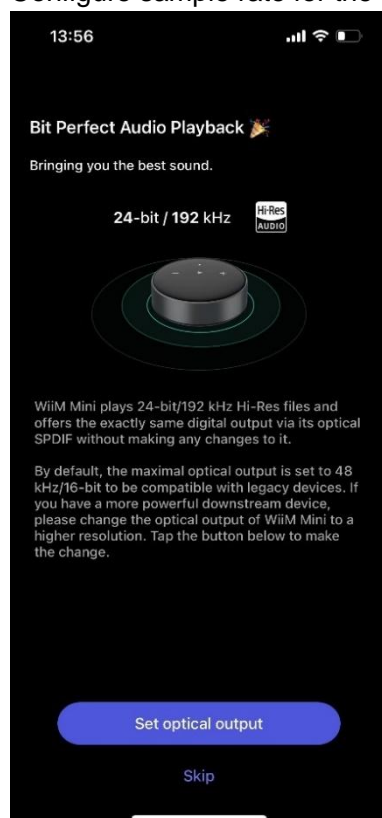 Configure sample rate for the
13:56
Bit Perfect Audio Playback 🎉
Bringing you the best sound.
24-bit / 192 kHz
Hi-Res
AUDIO
WiiM Mini plays 24-bit/192 kHz Hi-Res files and
offers the exactly same digital output via its optical
SPDIF without making any changes to it.
By default, the maximal optical output is set to 48
kHz/16-bit to be compatible with legacy devices. If
you have a more powerful downstream device,
please change the optical output of WiiM Mini to a
higher resolution. Tap the button below to make
the change.
Set optical output
Skip